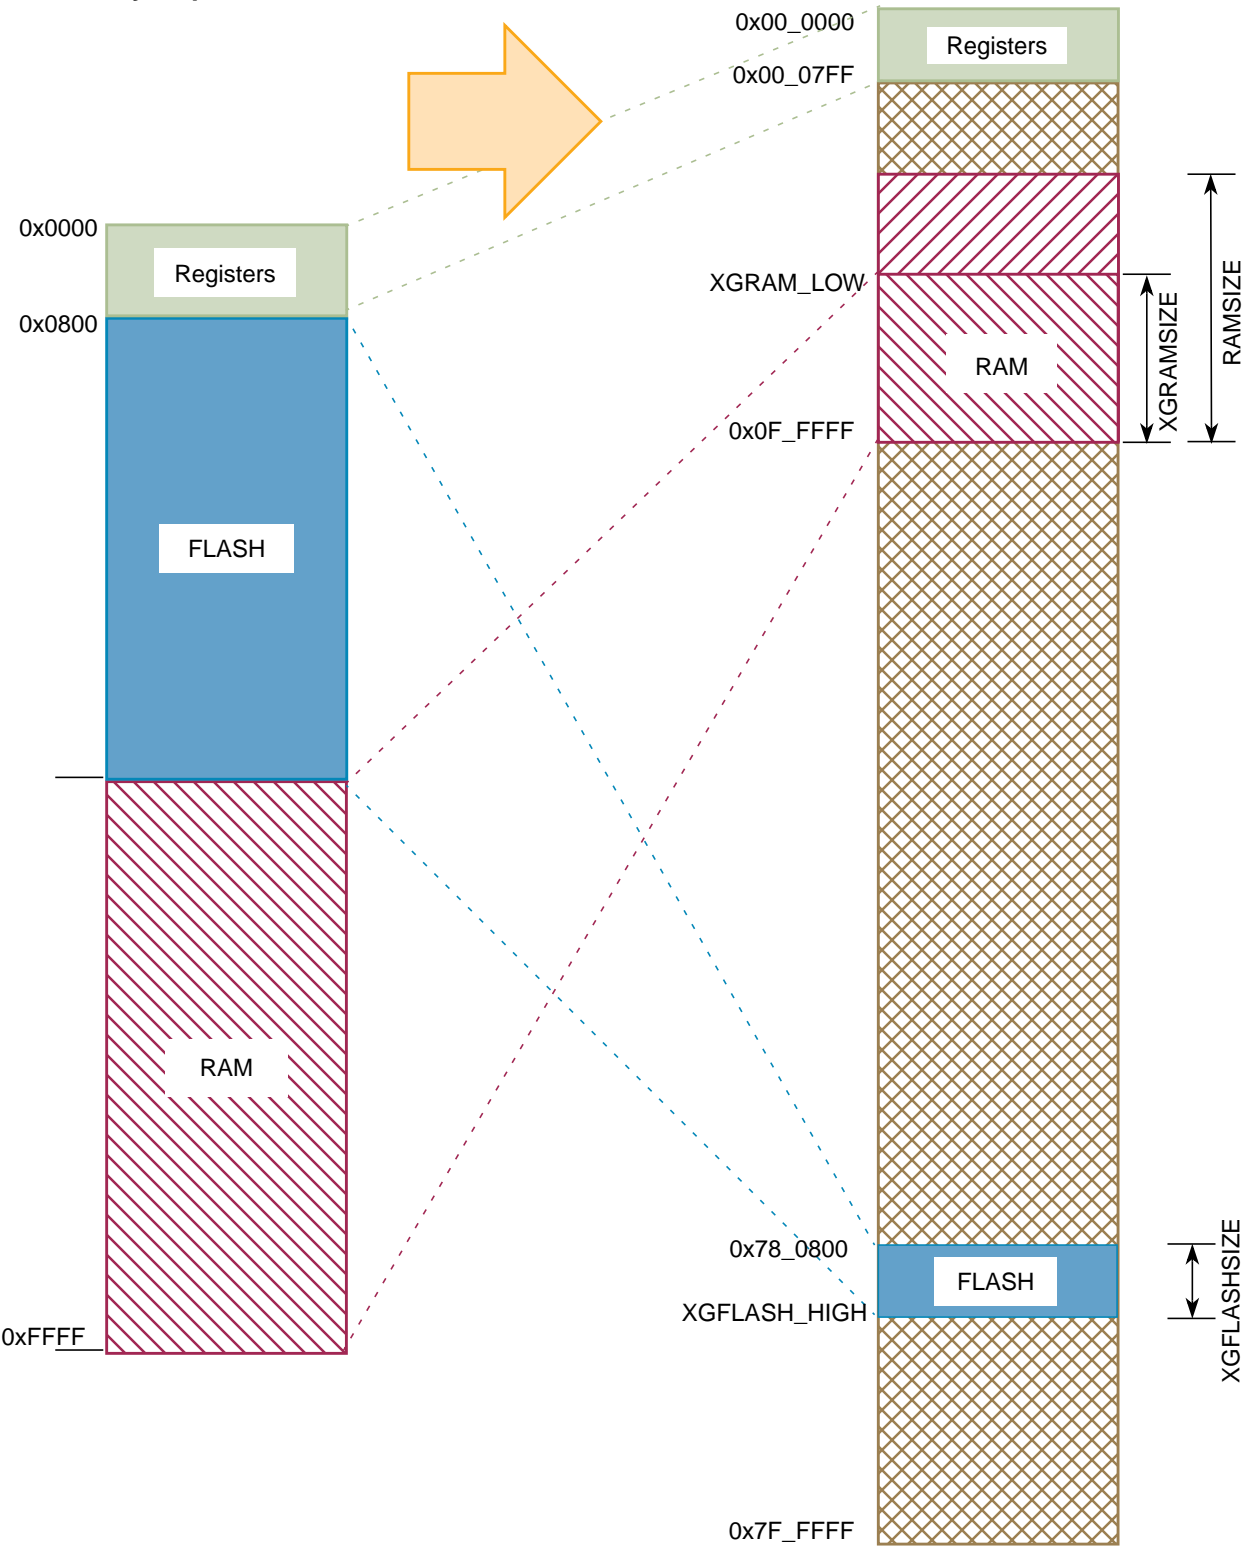 0x00_0000
Registers
0x00_07FF
0x0000
Registers
0x0800
XGRAM_LOW
RAM
XGRAMSIZE
RAMSIZE
0x0F_FFFF
FLASH
RAM
0x78_0800
FLASH
XGFLASH_HIGH
XGFLASHSIZE
0xFFFF
0x7F_FFFF